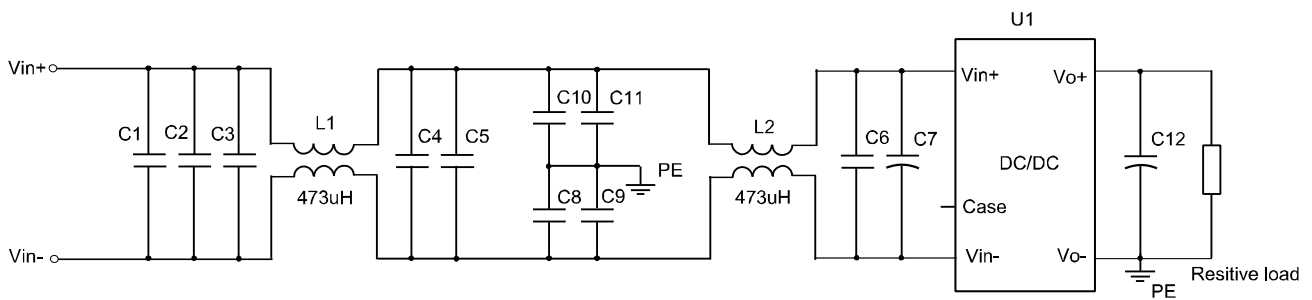 U1
Vin+
C1
C2
C3
L1
473uH
C4
C5
C10
C11
PE
C8
C9
L2
473uH
C6
C7
Vin+
Vo+
DC/DC
Case
Vin-
Vo-
C12
PE
Resitive load
Vin-